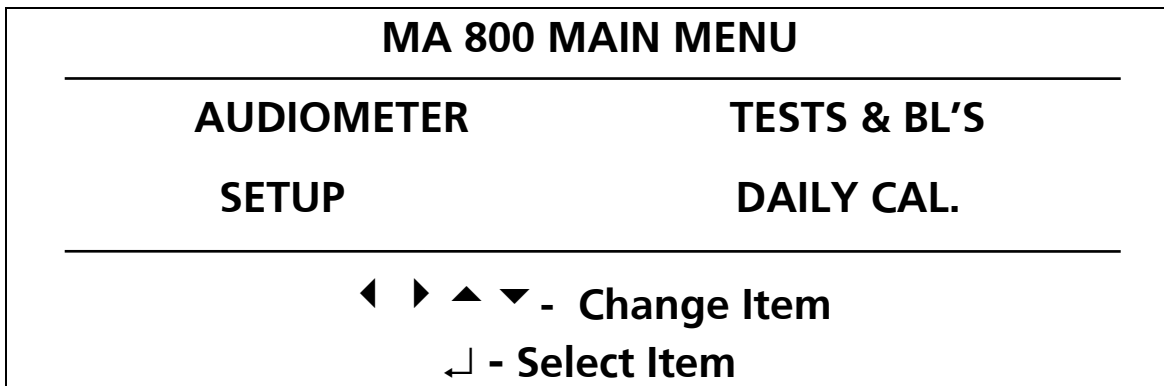 MA 800 MAIN MENU
AUDIOMETER TESTS & BL’S
SETUP DAILY CAL.
◀ ▶ ▲ ▼ - Change Item
↵ - Select Item